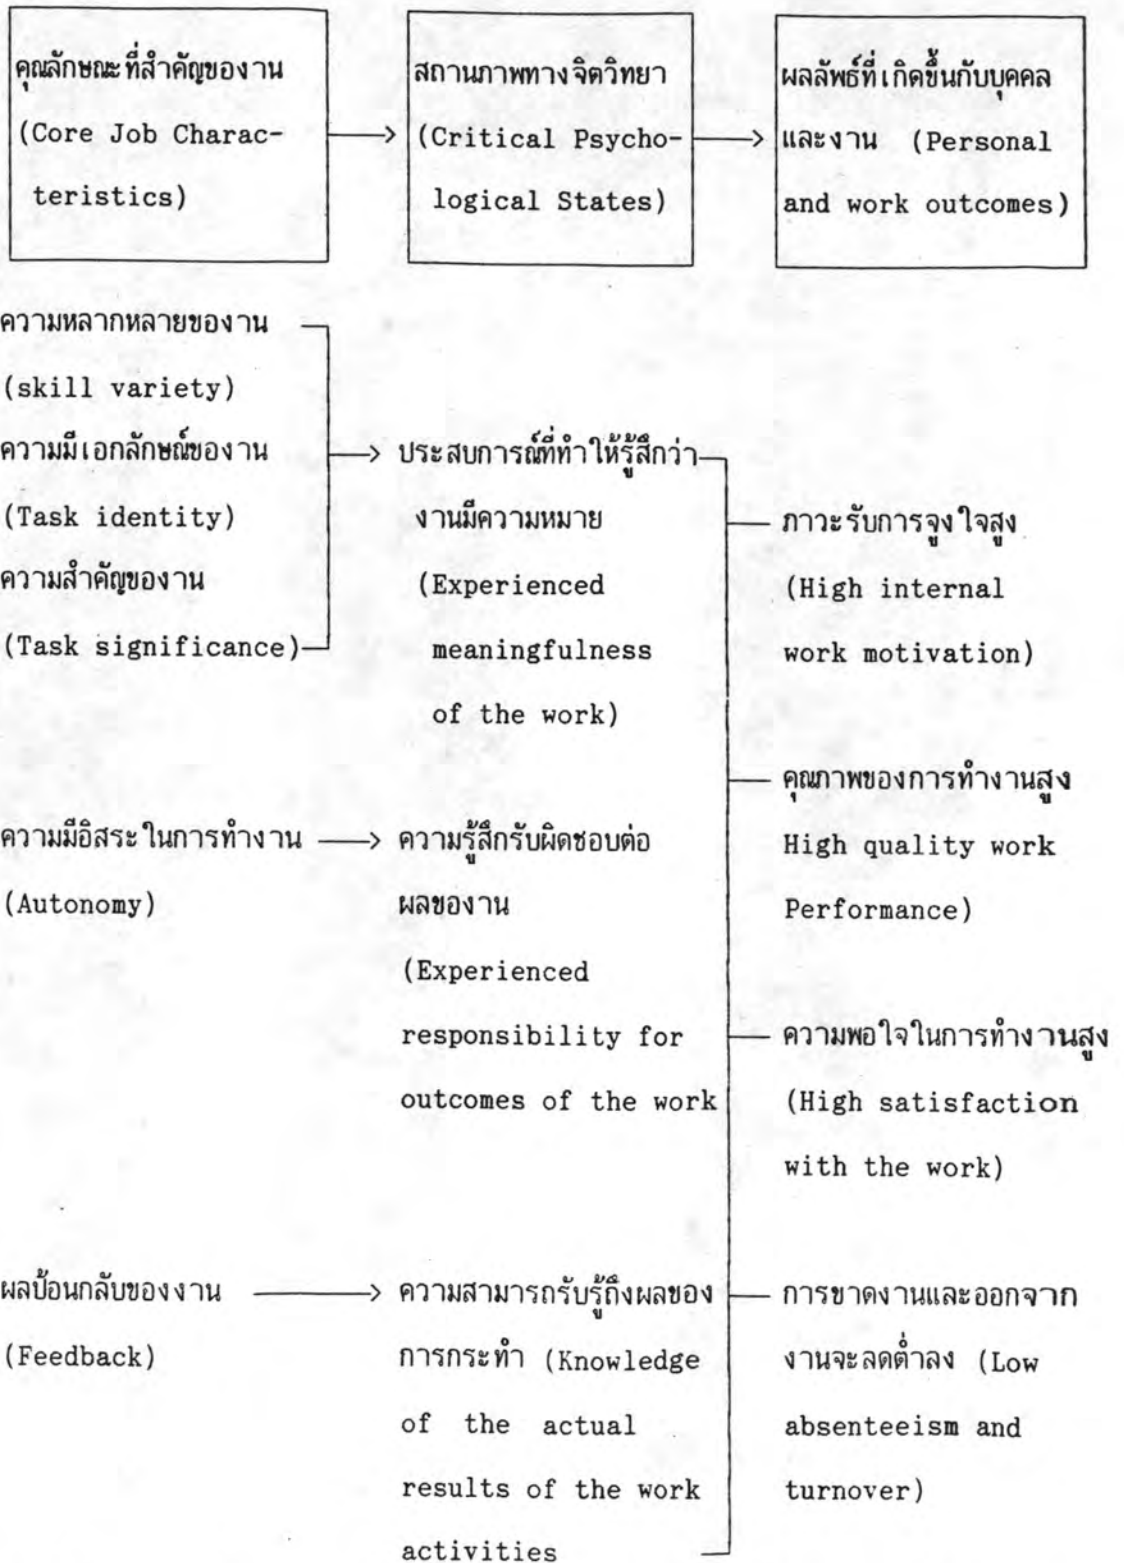 คุณลักษณะที่สำคัญของงาน
(Core Job Charac-
teristics)
สถานภาพทางจิตวิทยา
(Critical Psycho-
logical States)
ผลลัพธ์ที่เกิดขึ้นกับบุคคล
และงาน (Personal
and work outcomes)
ความหลากหลายของงาน
(skill variety)
ความมีเอกลักษณ์ของงาน
(Task identity)
ความสำคัญของงาน
(Task significance)
ประสบการณ์ที่ทำให้รู้สึกว่า
งานมีความหมาย
(Experienced
meaningfulness
of the work)
ภาวะรับการจูงใจสูง
(High internal
work motivation)
คุณภาพของการทำงานสูง
High quality work
Performance)
ความมีอิสระในการทำงาน
(Autonomy)
ความรู้สึกรับผิดชอบต่อ
ผลของงาน
(Experienced
responsibility for
outcomes of the work
ความพอใจในการทำงานสูง
(High satisfaction
with the work)
ผลป้อนกลับของงาน
(Feedback)
ความสามารถรับรู้ถึงผลของ
การกระทำ (Knowledge
of the actual
results of the work
activities
การขาดงานและออกจาก
งานจะลดต่ำลง (Low
absenteeism and
turnover)